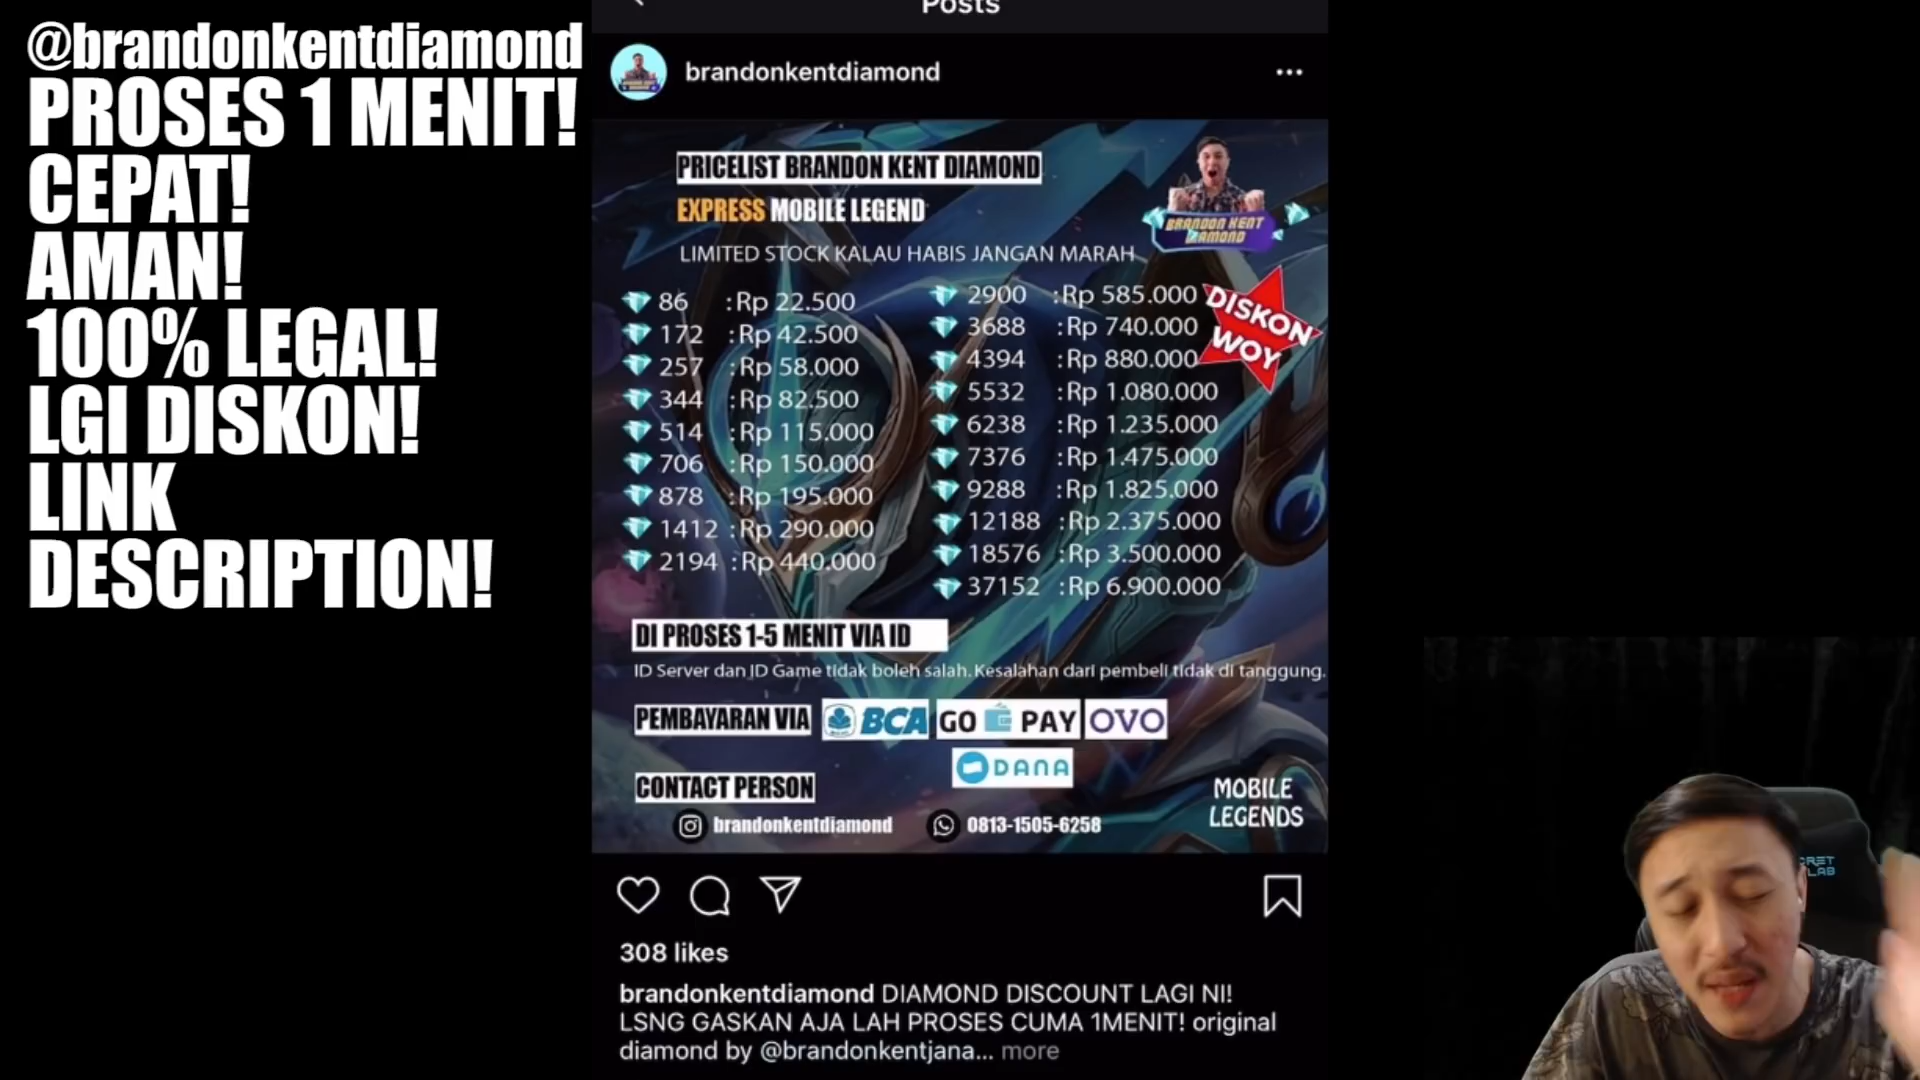 @brandonkentdiamond
PROSES 1 MENIT!
CEPAT!
AMAN!
100% LEGAL!
LGI DISKON!
LINK
DESCRIPTION!
Posts
brandonkentdiamond
PRICELIST BRANDON KENT DIAMOND
EXPRESS MOBILE LEGEND
BRANDON KENT
DIAMOND
LIMITED STOCK KALAU HABIS JANGAN MARAH
DISKON
WOY
86 :Rp 22.500
172 :Rp 42.500
257 :Rp 58.000
344 :Rp 82.500
514 :Rp 115.000
706 :Rp 150.000
878 :Rp 195.000
1412 :Rp 290.000
2194 :Rp 440.000
2900 :Rp 585.000
3688 :Rp 740.000
4394 :Rp 880.000
5532 :Rp 1.080.000
6238 :Rp 1.235.000
7376 :Rp 1.475.000
9288 :Rp 1.825.000
12188 :Rp 2.375.000
18576 :Rp 3.500.000
37152 :Rp 6.900.000
DI PROSES 1-5 MENIT VIA ID
ID Server dan ID Game tidak boleh salah. Kesalahan dari pembeli tidak di tanggung.
PEMBAYARAN VIA BCA GO PAY OVO
DANA
CONTACT PERSON
brandonkentdiamond 0813-1505-6258
MOBILE
LEGENDS
308 likes
brandonkentdiamond DIAMOND DISCOUNT LAGI NI!
LSNG GASKAN AJA LAH PROSES CUMA 1MENIT! original
diamond by @brandonkentjana... more